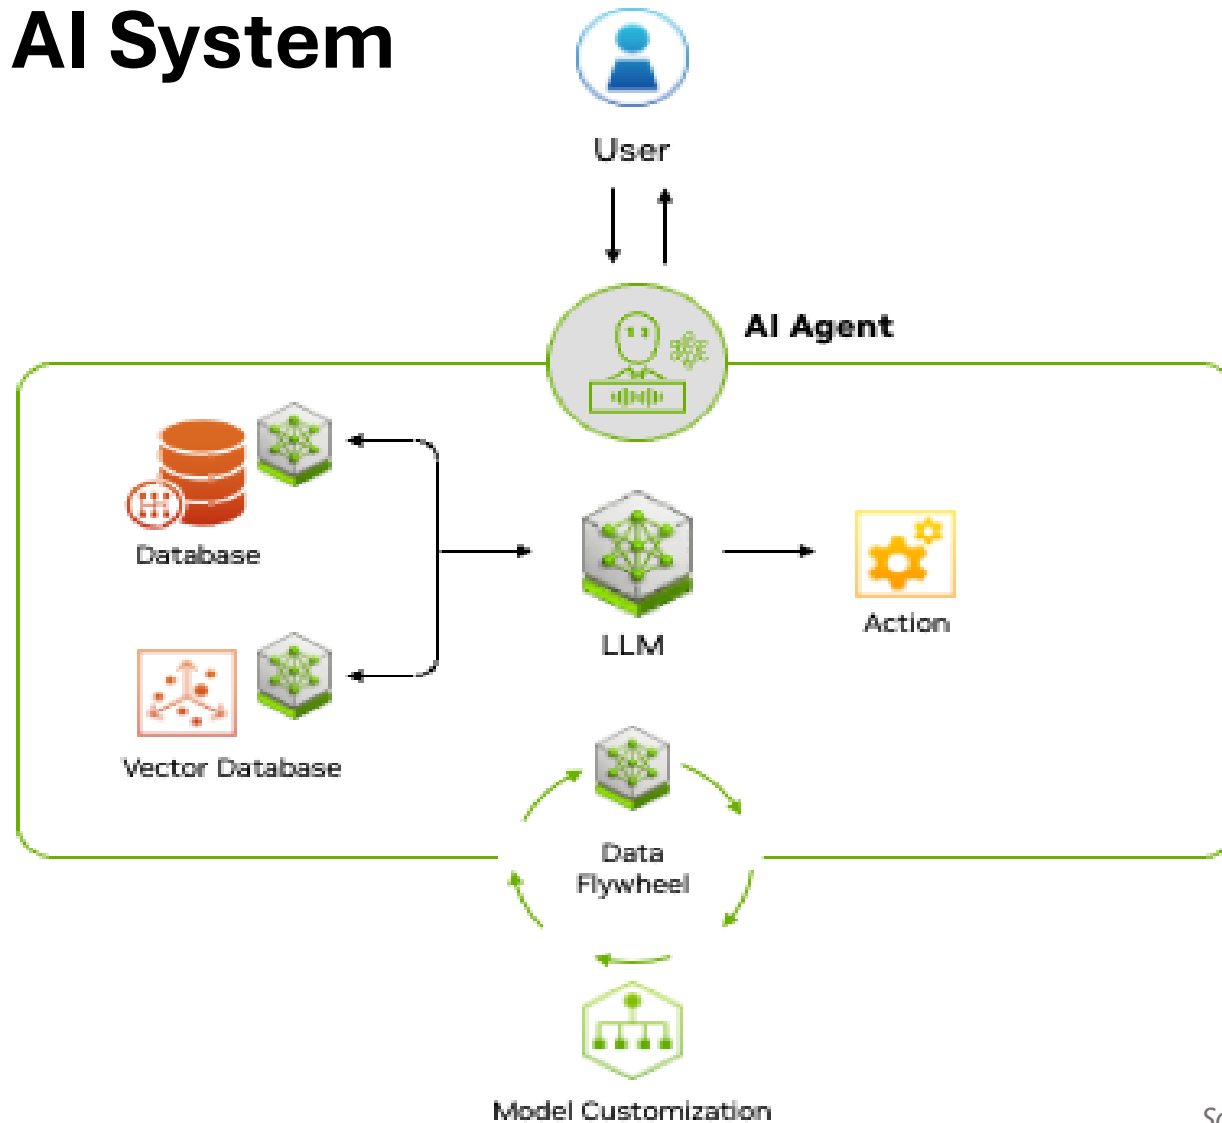 AI System
User
AI Agent
Database
LLM
Action
Vector Database
Data
Flywheel
Model Customization